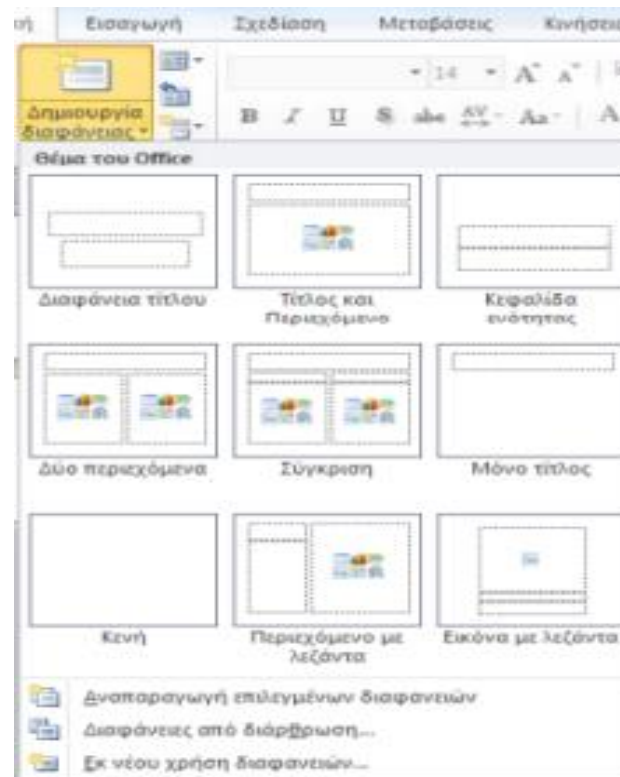 ή Εισαγωγή Σχεδίαση Μεταβάσεις Κινήσεις
14 A A
Δημιουργία
διαφάνειας
B I U S abc AV Aa A
Θέμα του Office
Διαφάνεια τίτλου Τίτλος και Περιεχόμενο Κεφαλίδα ενότητας
Δύο περιεχόμενα Σύγκριση Μόνο τίτλος
Κενή Περιεχόμενο με λεζάντα Εικόνα με λεζάντα
Αναπαραγωγή επιλεγμένων διαφανειών
Διαφάνειες από διάρθρωση...
Εκ νέου χρήση διαφανειών...